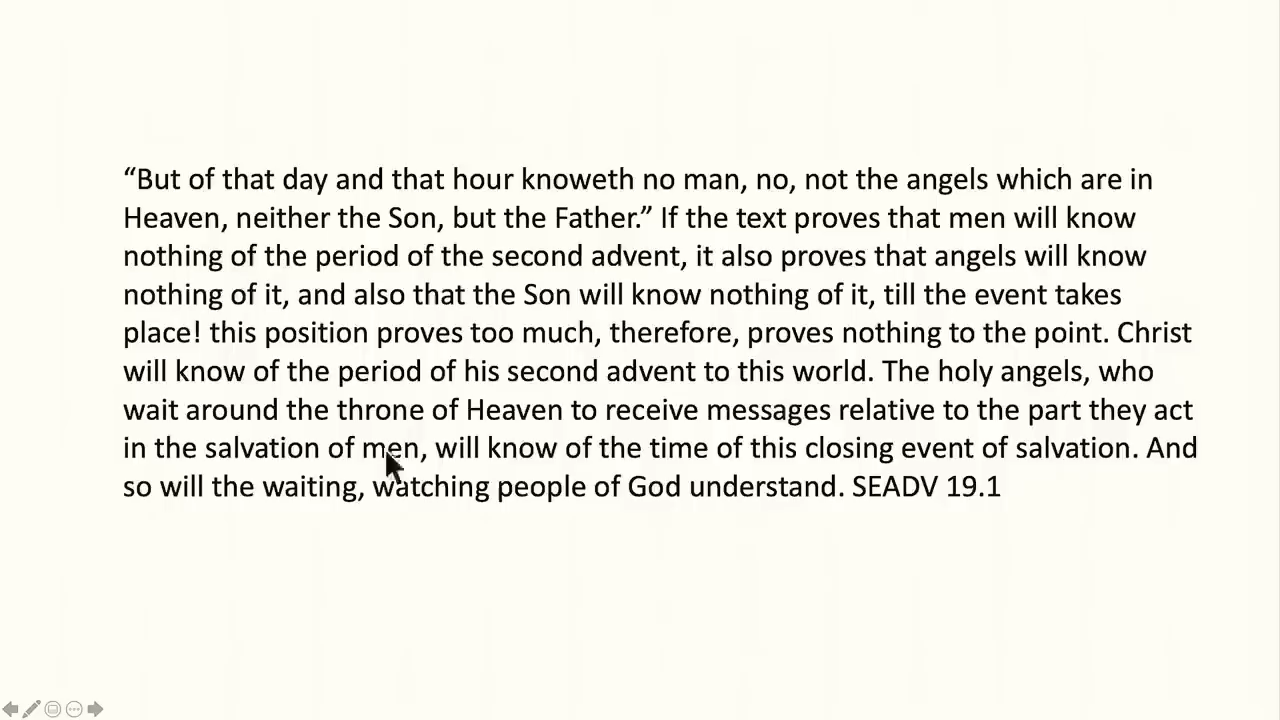 “But of that day and that hour knoweth no man, no, not the angels which are in
Heaven, neither the Son, but the Father.” If the text proves that men will know
nothing of the period of the second advent, it also proves that angels will know
nothing of it, and also that the Son will know nothing of it, till the event takes
place! this position proves too much, therefore, proves nothing to the point. Christ
will know of the period of his second advent to this world. The holy angels, who
wait around the throne of Heaven to receive messages relative to the part they act
in the salvation of men, will know of the time of this closing event of salvation. And
so will the waiting, watching people of God understand. SEADV 19.1